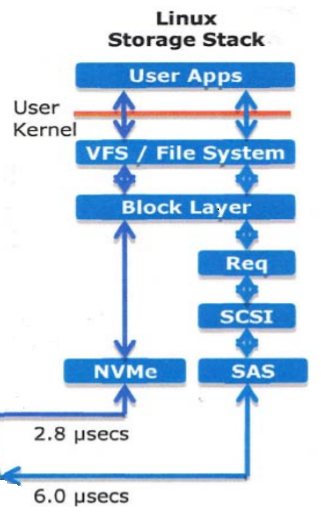 Linux
Storage Stack
User Apps
User
Kernel
VFS / File System
Block Layer
Req
SCSI
NVMe
SAS
2.8 µsecs
6.0 µsecs